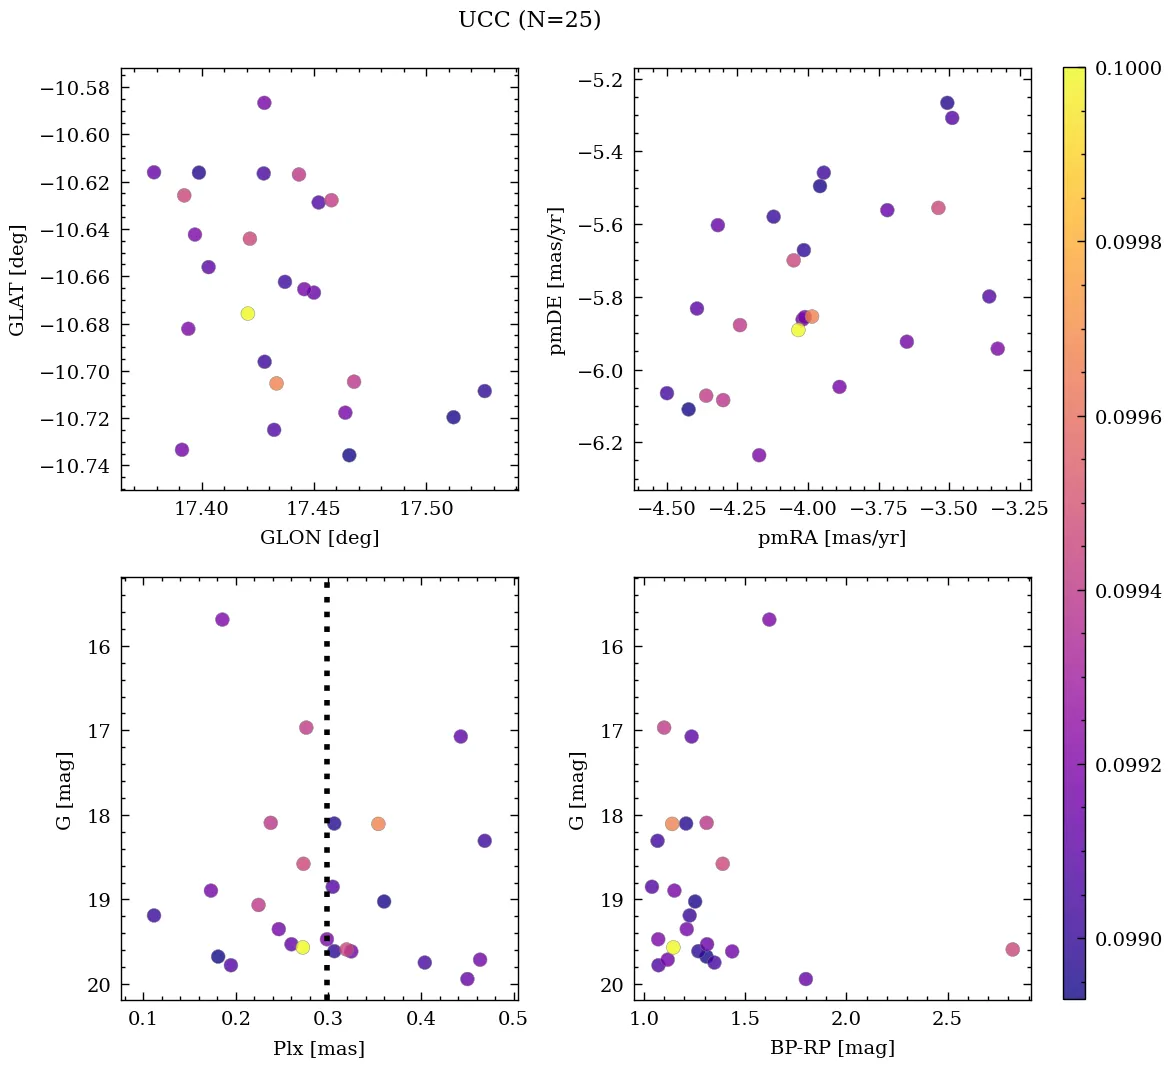 UCC (N=25)
−10.58
−10.60
−10.62
−10.64
−10.66
−10.68
−10.70
−10.72
−10.74
GLAT [deg]
17.40 17.45 17.50
GLON [deg]
−5.2
−5.4
−5.6
−5.8
−6.0
−6.2
pmDE [mas/yr]
−4.50 −4.25 −4.00 −3.75 −3.50 −3.25
pmRA [mas/yr]
16
17
18
19
20
G [mag]
0.1 0.2 0.3 0.4 0.5
Plx [mas]
16
17
18
19
20
G [mag]
1.0 1.5 2.0 2.5
BP-RP [mag]
0.1000
0.0998
0.0996
0.0994
0.0992
0.0990